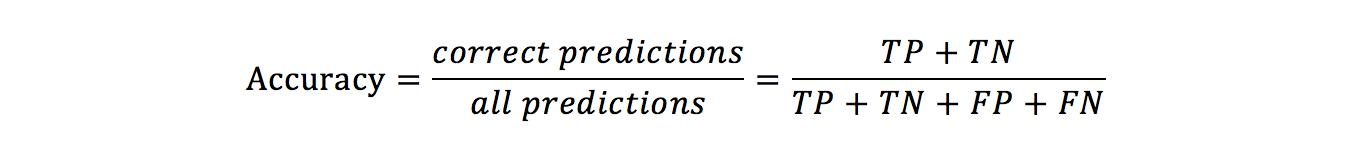 Accuracy = correct predictions / all predictions = TP + TN / TP + TN + FP + FN